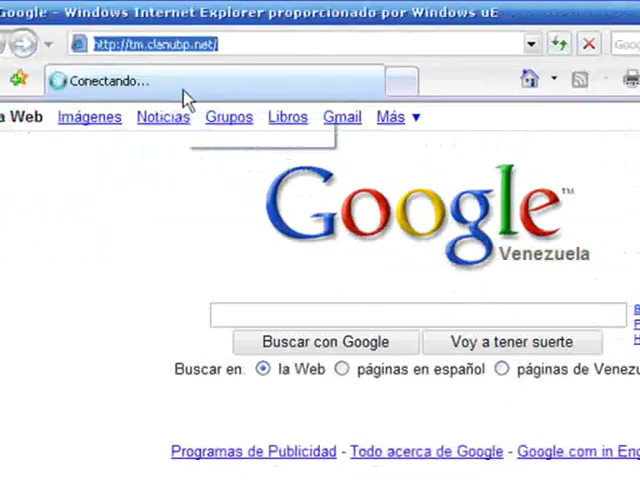 Google - Windows Internet Explorer proporcionado por Windows uE
http://tm.clanubp.net/
Goo
Conectando...
a Web Imágenes Noticias Grupos Libros Gmail Más ▼
Google™
Venezuela
Buscar con Google Voy a tener suerte
Buscar en: la Web páginas en español páginas de Venezu
Programas de Publicidad - Todo acerca de Google - Google.com in Eng